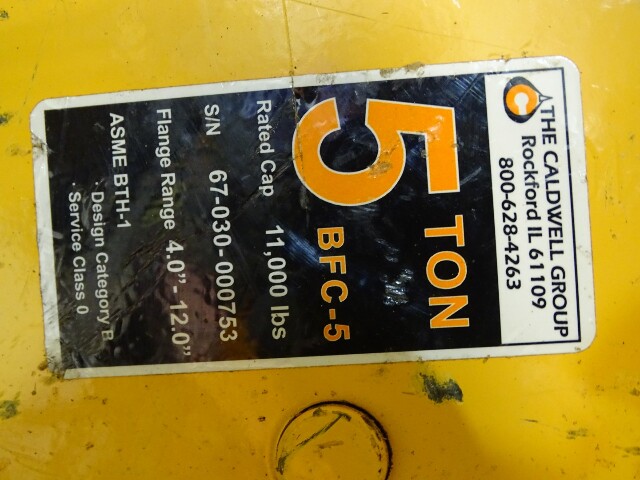 THE CALDWELL GROUP
Rockford IL 61109
800-628-4263
5 TON
BFC-5
Rated Cap 11,000 lbs
S/N 67-030-000753
Flange Range 4.0" - 12.0"
ASME BTH-1
. Design Category B
. Service Class 0